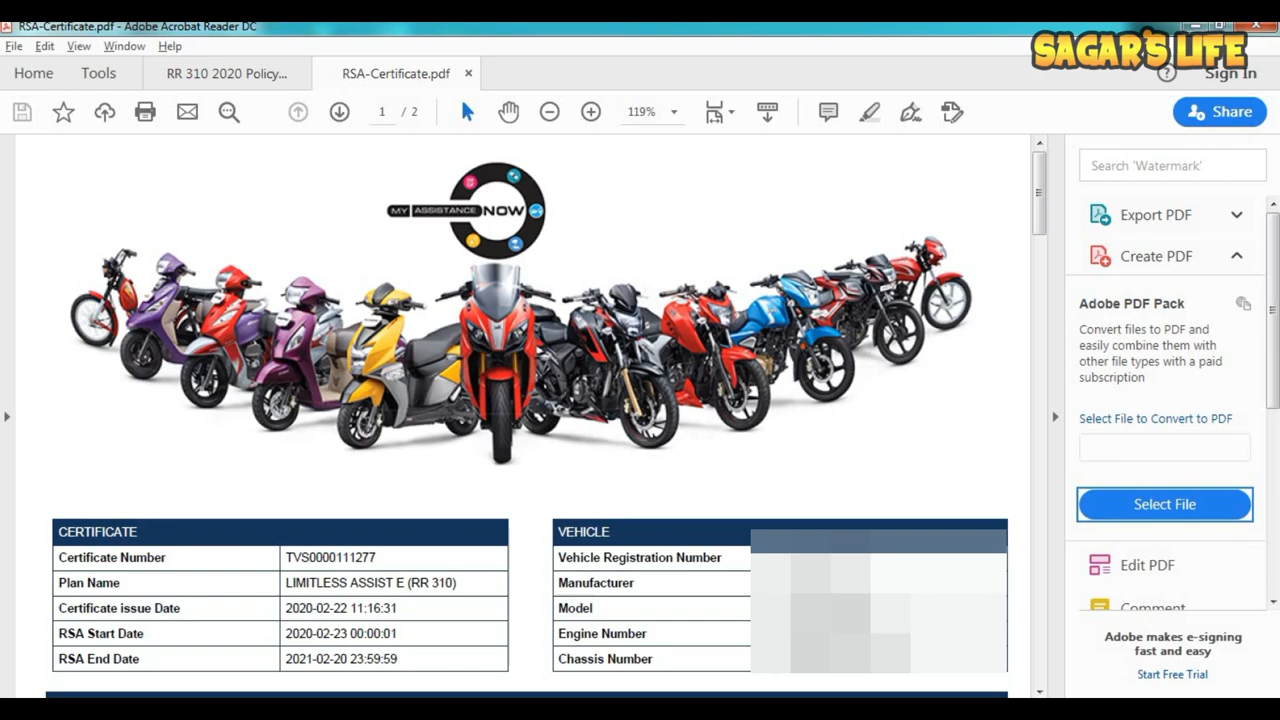 RSA-Certificate.pdf - Adobe Acrobat Reader DC
SAGAR'S LIFE
File Edit View Window Help
Home Tools RR 310 2020 Policy... RSA-Certificate.pdf × ? Sign In
1 / 2 119% Share
Search 'Watermark'
MY ASSISTANCE NOW
Export PDF
Create PDF
Adobe PDF Pack
Convert files to PDF and
easily combine them with
other file types with a paid
subscription
Select File to Convert to PDF
Select File
Edit PDF
Comment
Adobe makes e-signing
fast and easy
Start Free Trial
CERTIFICATE
Certificate Number TVS0000111277
Plan Name LIMITLESS ASSIST E (RR 310)
Certificate issue Date 2020-02-22 11:16:31
RSA Start Date 2020-02-23 00:00:01
RSA End Date 2021-02-20 23:59:59
VEHICLE
Vehicle Registration Number
Manufacturer
Model
Engine Number
Chassis Number